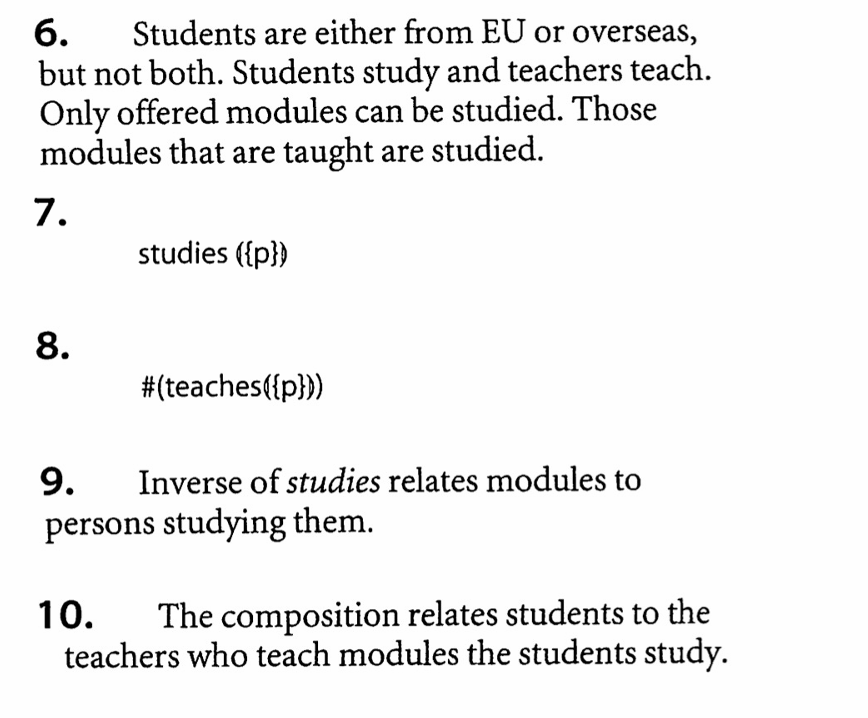 6. Students are either from EU or overseas,
but not both. Students study and teachers teach.
Only offered modules can be studied. Those
modules that are taught are studied.
7.
studies ⦇{p}⦈
8.
#(teaches⦇{p}⦈)
9. Inverse of studies relates modules to
persons studying them.
10. The composition relates students to the
teachers who teach modules the students study.